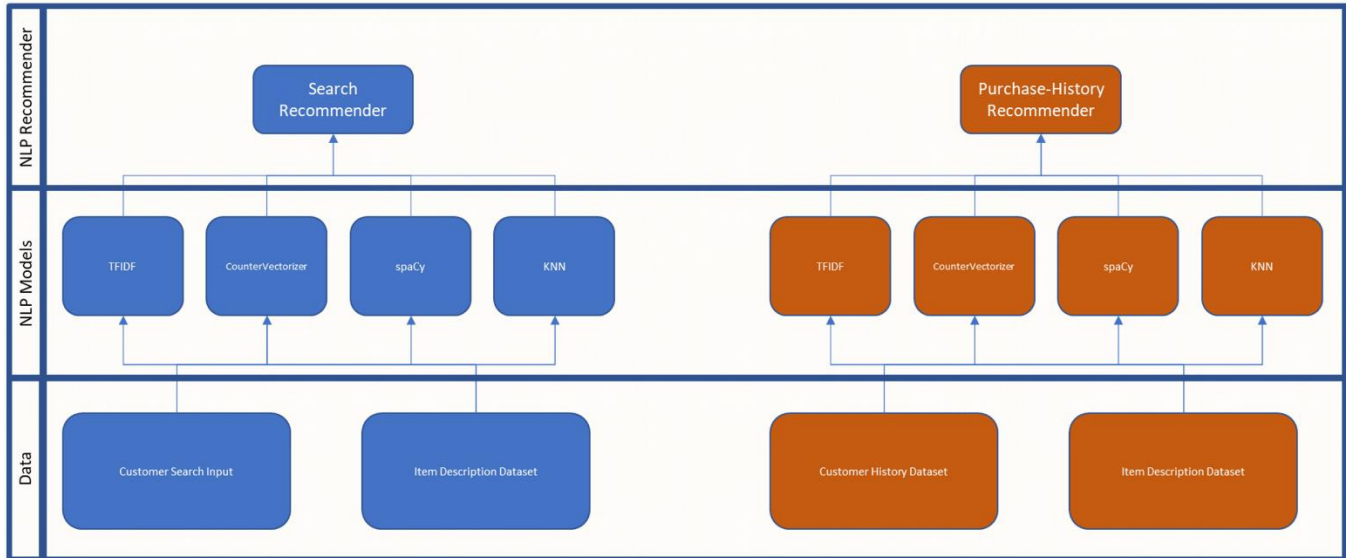 NLP Recommender
Search
Recommender
Purchase-History
Recommender
NLP Models
TFIDF
CounterVectorizer
spaCy
KNN
TFIDF
CounterVectorizer
spaCy
KNN
Data
Customer Search Input
Item Description Dataset
Customer History Dataset
Item Description Dataset